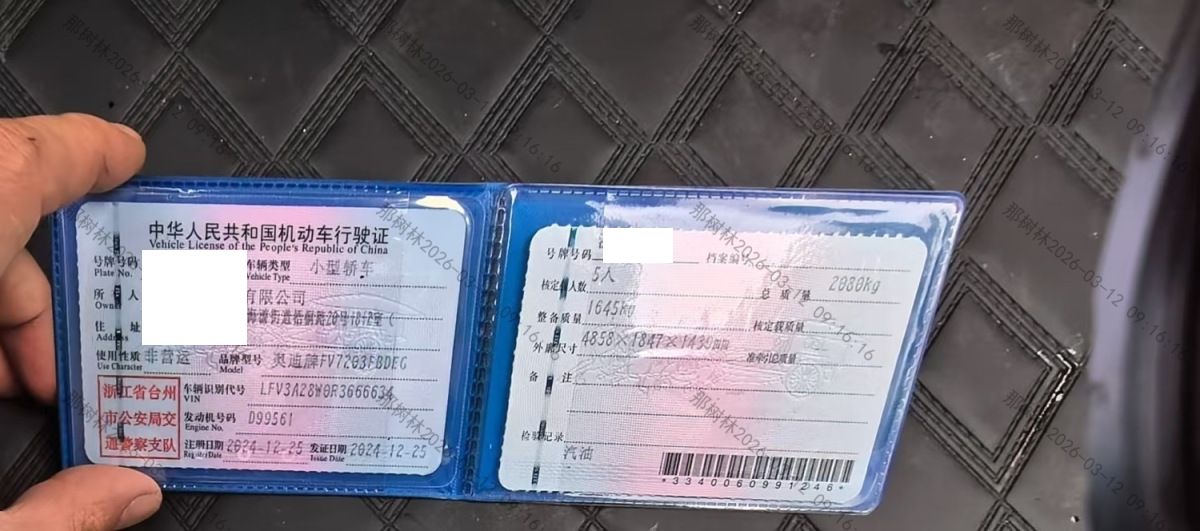 中华人民共和国机动车行驶证
Vehicle License of the People's Republic of China
号牌号码
Plate No.
车辆类型 小型轿车
Vehicle Type
所 人 有限公司
Owner
住 址
Address
使用性质 非营运
Use Character
品牌型号 奥迪牌FV7203FBDEG
Model
浙江省台州
市公安局交
通警察支队
车辆识别代号 LFV3A28W0R3666634
VIN
发动机号码 D99561
Engine No.
注册日期 2024-12-25 发证日期 2024-12-25
Register Date Issue Date
号牌号码 档案编
核定 人数 5人 总 质 量 2080kg
整备质量 1645kg 核定载质量
外廓尺寸 4858×1847×1439mm 准牵引总质量
备 注
检验记录
汽油
*3340060991246*
那树林2026-03-12 09:16:16